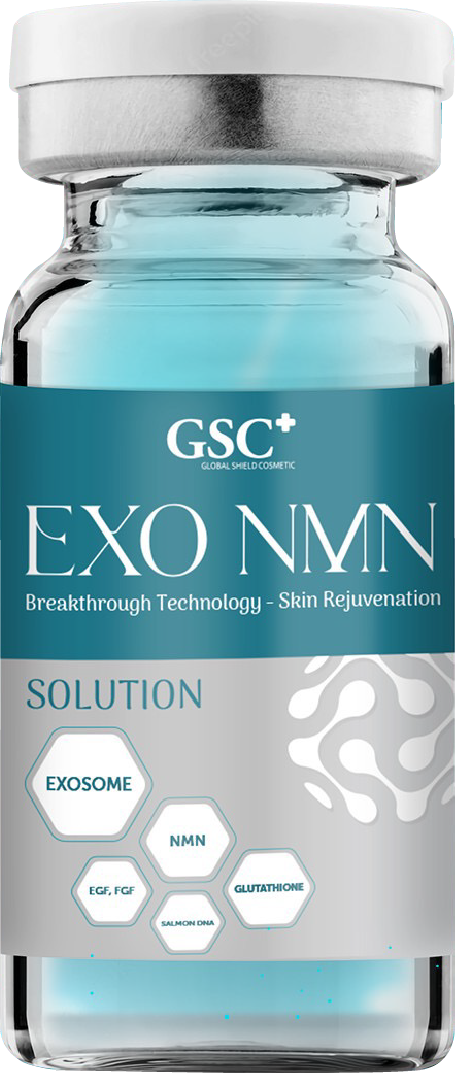 GSC+
GLOBAL SHIELD COSMETIC
EXO NMN
Breakthrough Technology - Skin Rejuvenation
SOLUTION
EXOSOME
NMN
EGF, FGF
GLUTATHIONE
SALMON DNA